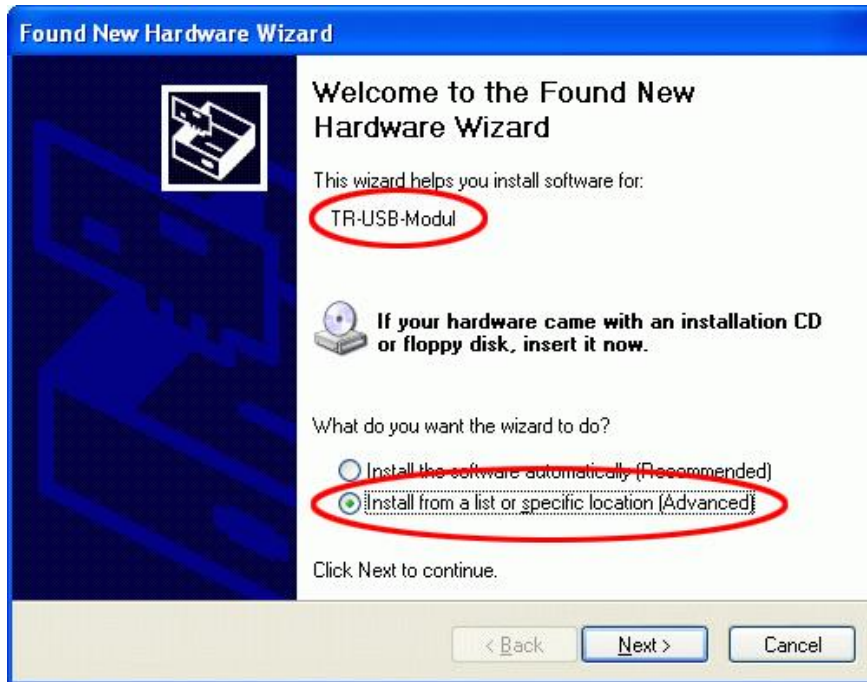 Found New Hardware Wizard
Welcome to the Found New
Hardware Wizard
This wizard helps you install software for:
TR-USB-Modul
If your hardware came with an installation CD
or floppy disk, insert it now.
What do you want the wizard to do?
Install the software automatically (Recommended)
Install from a list or specific location (Advanced)
Click Next to continue.
< Back Next > Cancel